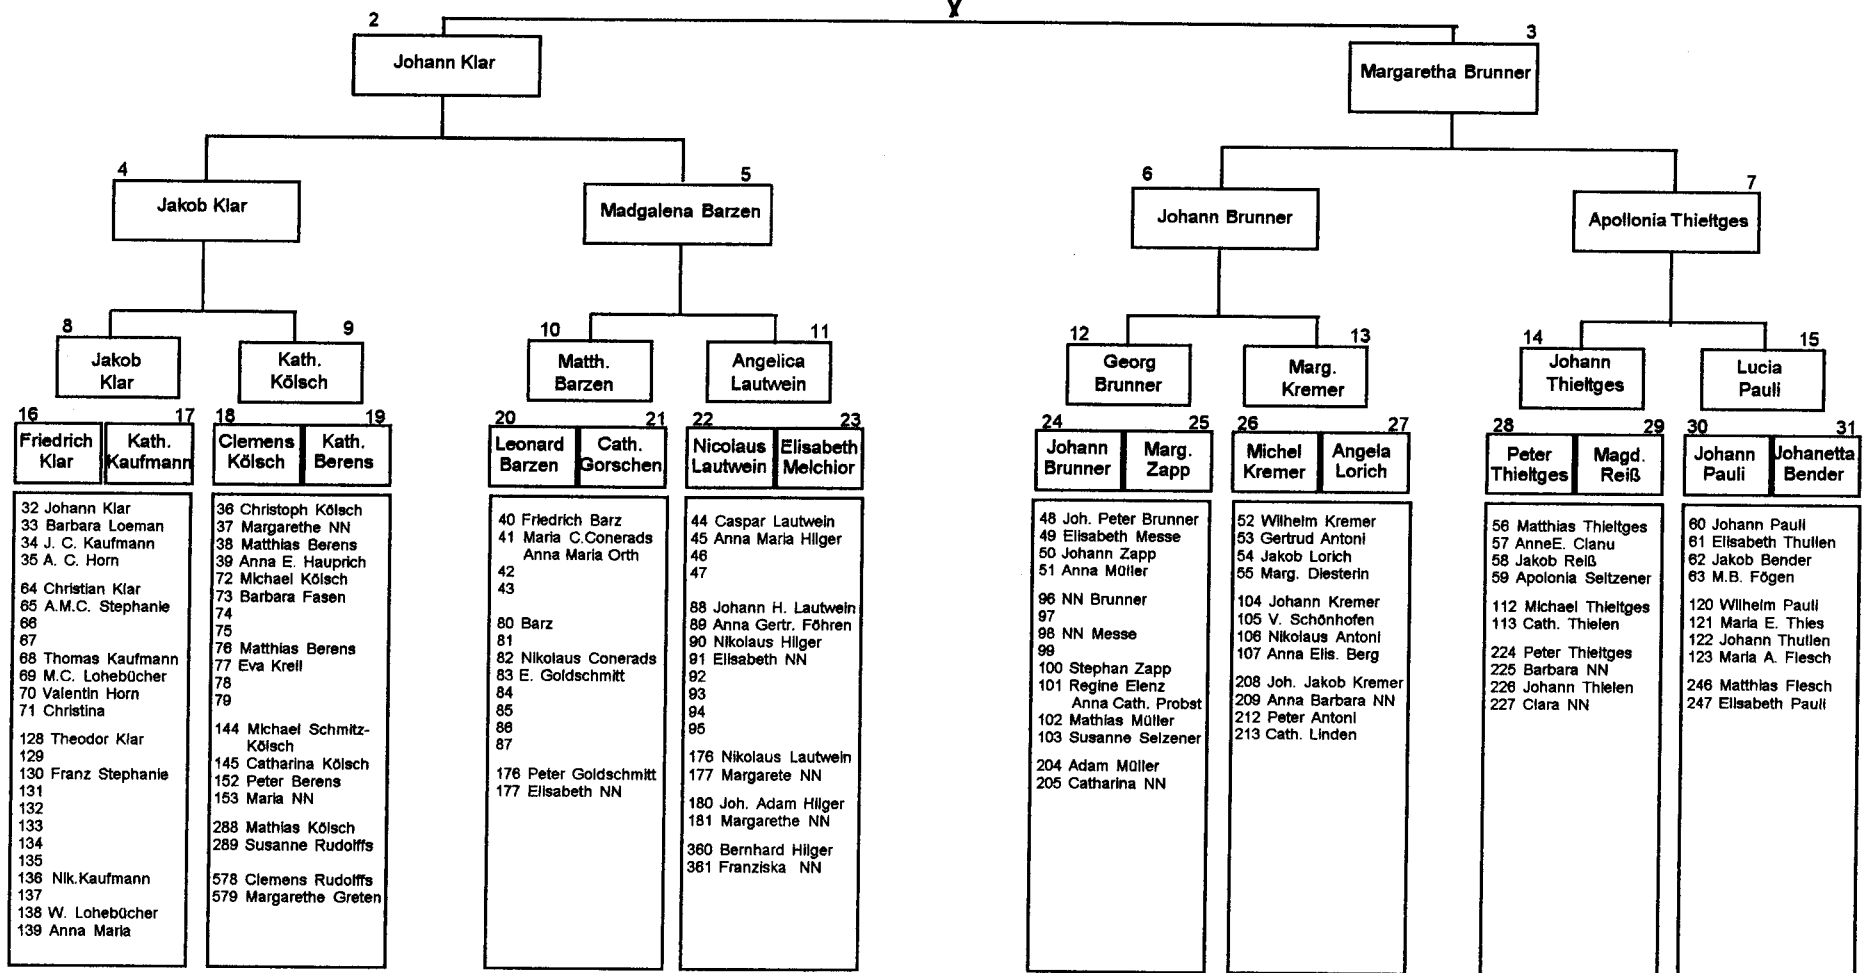 2
Johann Klar
3
Margaretha Brunner
4
Jakob Klar
5
Madgalena Barzen
6
Johann Brunner
7
Apollonia Thieltges
8
Jakob
Klar
9
Kath.
Kölsch
10
Matth.
Barzen
11
Angelica
Lautwein
12
Georg
Brunner
13
Marg.
Kremer
14
Johann
Thieltges
15
Lucia
Pauli
16
Friedrich
Klar
17
Kath.
Kaufmann
18
Clemens
Kölsch
19
Kath.
Berens
20
Leonard
Barzen
21
Cath.
Gorschen
22
Nicolaus
Lautwein
23
Elisabeth
Melchior
24
Johann
Brunner
25
Marg.
Zapp
26
Michel
Kremer
27
Angela
Lorich
28
Peter
Thieltges
29
Magd.
Reiß
30
Johann
Pauli
31
Johanetta
Bender
32 Johann Klar
33 Barbara Loeman
34 J. C. Kaufmann
35 A. C. Horn
64 Christian Klar
65 A.M.C. Stephanie
66
67
68 Thomas Kaufmann
69 M.C. Lohebücher
70 Valentin Horn
71 Christina
128 Theodor Klar
129
130 Franz Stephanie
131
132
133
134
135
136 Nik.Kaufmann
137
138 W. Lohebücher
139 Anna Maria
36 Christoph Kölsch
37 Margarethe NN
38 Matthias Berens
39 Anna E. Hauprich
72 Michael Kölsch
73 Barbara Fasen
74
75
76 Matthias Berens
77 Eva Krell
78
79
144 Michael Schmitz-
Kölsch
145 Catharina Kölsch
152 Peter Berens
153 Maria NN
288 Mathias Kölsch
289 Susanne Rudolffs
578 Clemens Rudolffs
579 Margarethe Greten
40 Friedrich Barz
41 Maria C.Conerads
Anna Maria Orth
42
43
80 Barz
81
82 Nikolaus Conerads
83 E. Goldschmitt
84
85
86
87
176 Peter Goldschmitt
177 Elisabeth NN
44 Caspar Lautwein
45 Anna Maria Hilger
46
47
88 Johann H. Lautwein
89 Anna Gertr. Föhren
90 Nikolaus Hilger
91 Elisabeth NN
92
93
94
95
176 Nikolaus Lautwein
177 Margarete NN
180 Joh. Adam Hilger
181 Margarethe NN
360 Bernhard Hilger
361 Franziska NN
48 Joh. Peter Brunner
49 Elisabeth Messe
50 Johann Zapp
51 Anna Müller
96 NN Brunner
97
98 NN Messe
99
100 Stephan Zapp
101 Regine Elenz
Anna Cath. Probst
102 Mathias Müller
103 Susanne Selzener
204 Adam Müller
205 Catharina NN
52 Wilhelm Kremer
53 Gertrud Antoni
54 Jakob Lorich
55 Marg. Diesterin
104 Johann Kremer
105 V. Schönhofen
106 Nikolaus Antoni
107 Anna Elis. Berg
208 Joh. Jakob Kremer
209 Anna Barbara NN
212 Peter Antoni
213 Cath. Linden
56 Matthias Thieltges
57 AnneE. Clanu
58 Jakob Reiß
59 Apolonia Seltzener
112 Michael Thieltges
113 Cath. Thielen
224 Peter Thieltges
225 Barbara NN
226 Johann Thielen
227 Clara NN
60 Johann Pauli
61 Elisabeth Thullen
62 Jakob Bender
63 M.B. Fögen
120 Wilhelm Pauli
121 Maria E. Thies
122 Johann Thullen
123 Maria A. Flesch
246 Matthias Flesch
247 Elisabeth Pauli